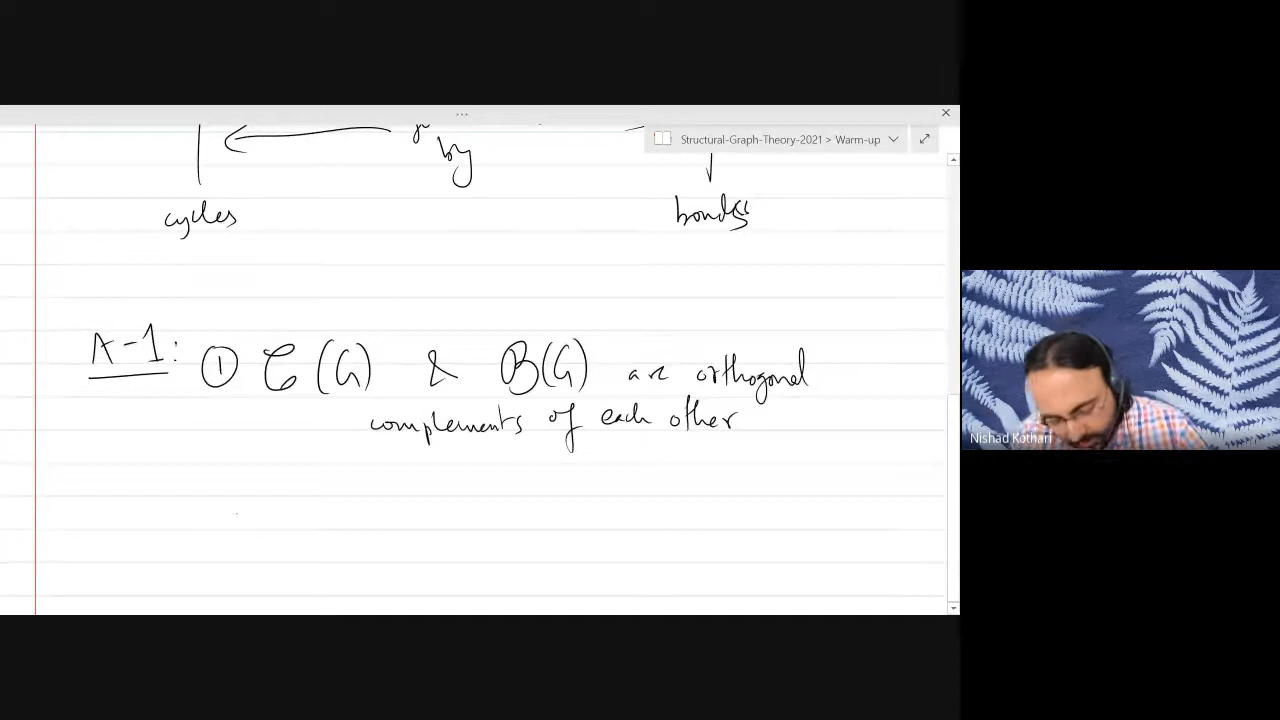 Structural-Graph-Theory-2021 > Warm-up
by
cycles
bonds
A-1: ① C(G) & B(G) are orthogonal
complements of each other
Nishad Kothari